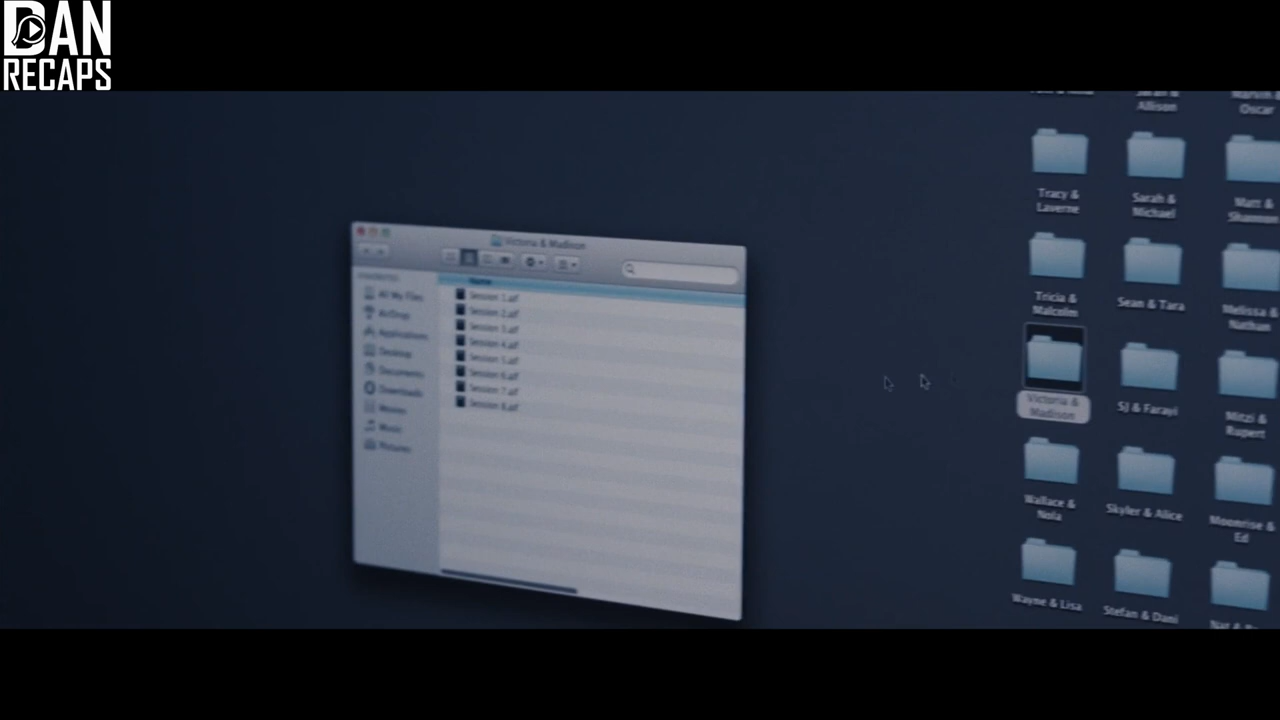 DAN
RECAPS
Victoria & Madison
FAVORITES
All My Files
AirDrop
Applications
Desktop
Documents
Downloads
Movies
Music
Pictures
Name
Session 1.aif
Session 2.aif
Session 3.aif
Session 4.aif
Session 5.aif
Session 6.aif
Session 7.aif
Session 8.aif
Allison
Oscar
Tracy &
Laverne
Sarah &
Michael
Matt &
Shannon
Tricia &
Malcolm
Sean & Tara
Melissa &
Nathan
Victoria &
Madison
SJ & Farayi
Mitzi &
Rupert
Wallace &
Nola
Skyler & Alice
Moonrise &
Ed
Wayne & Lisa
Stefan & Dani